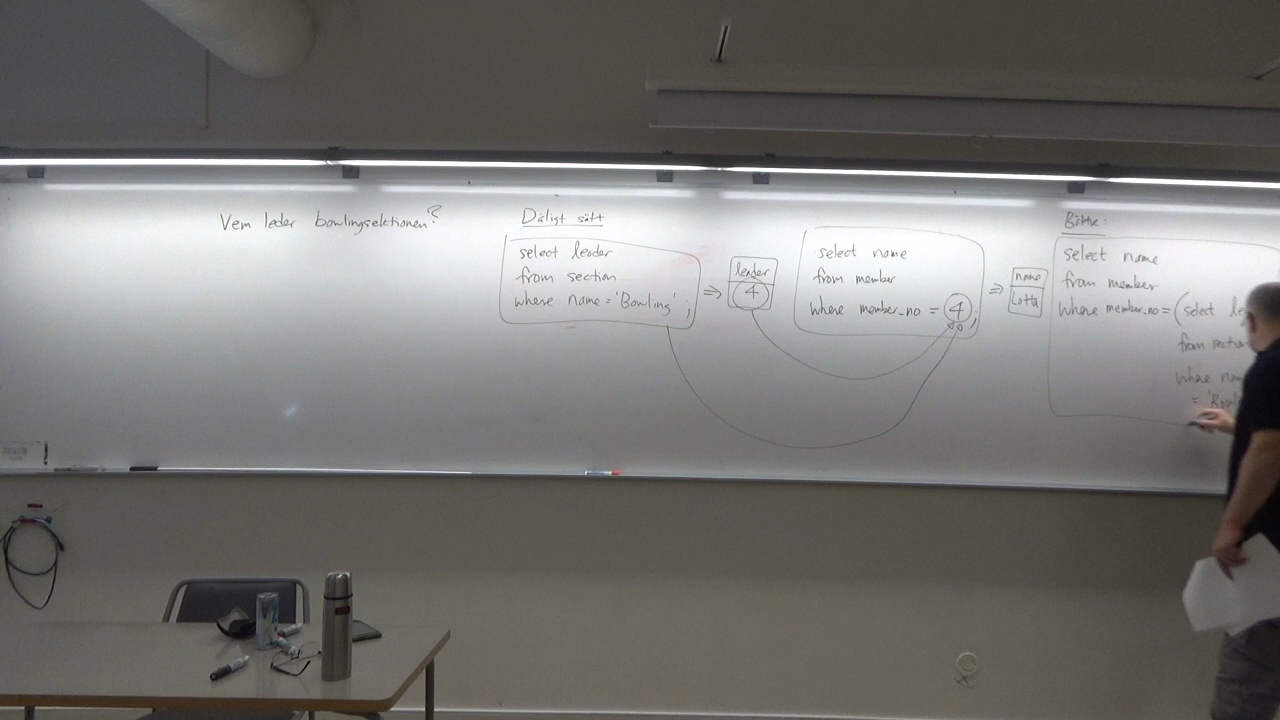 Vem leder bowlingsektionen?
Dåligt sätt
select leader
from section
where name = 'Bowling' ;
⇒
leader
4
select name
from member
where member_no = 4;
⇒
name
Lotta
Bättre:
select name
from member
where member_no = (select
from section
where
=